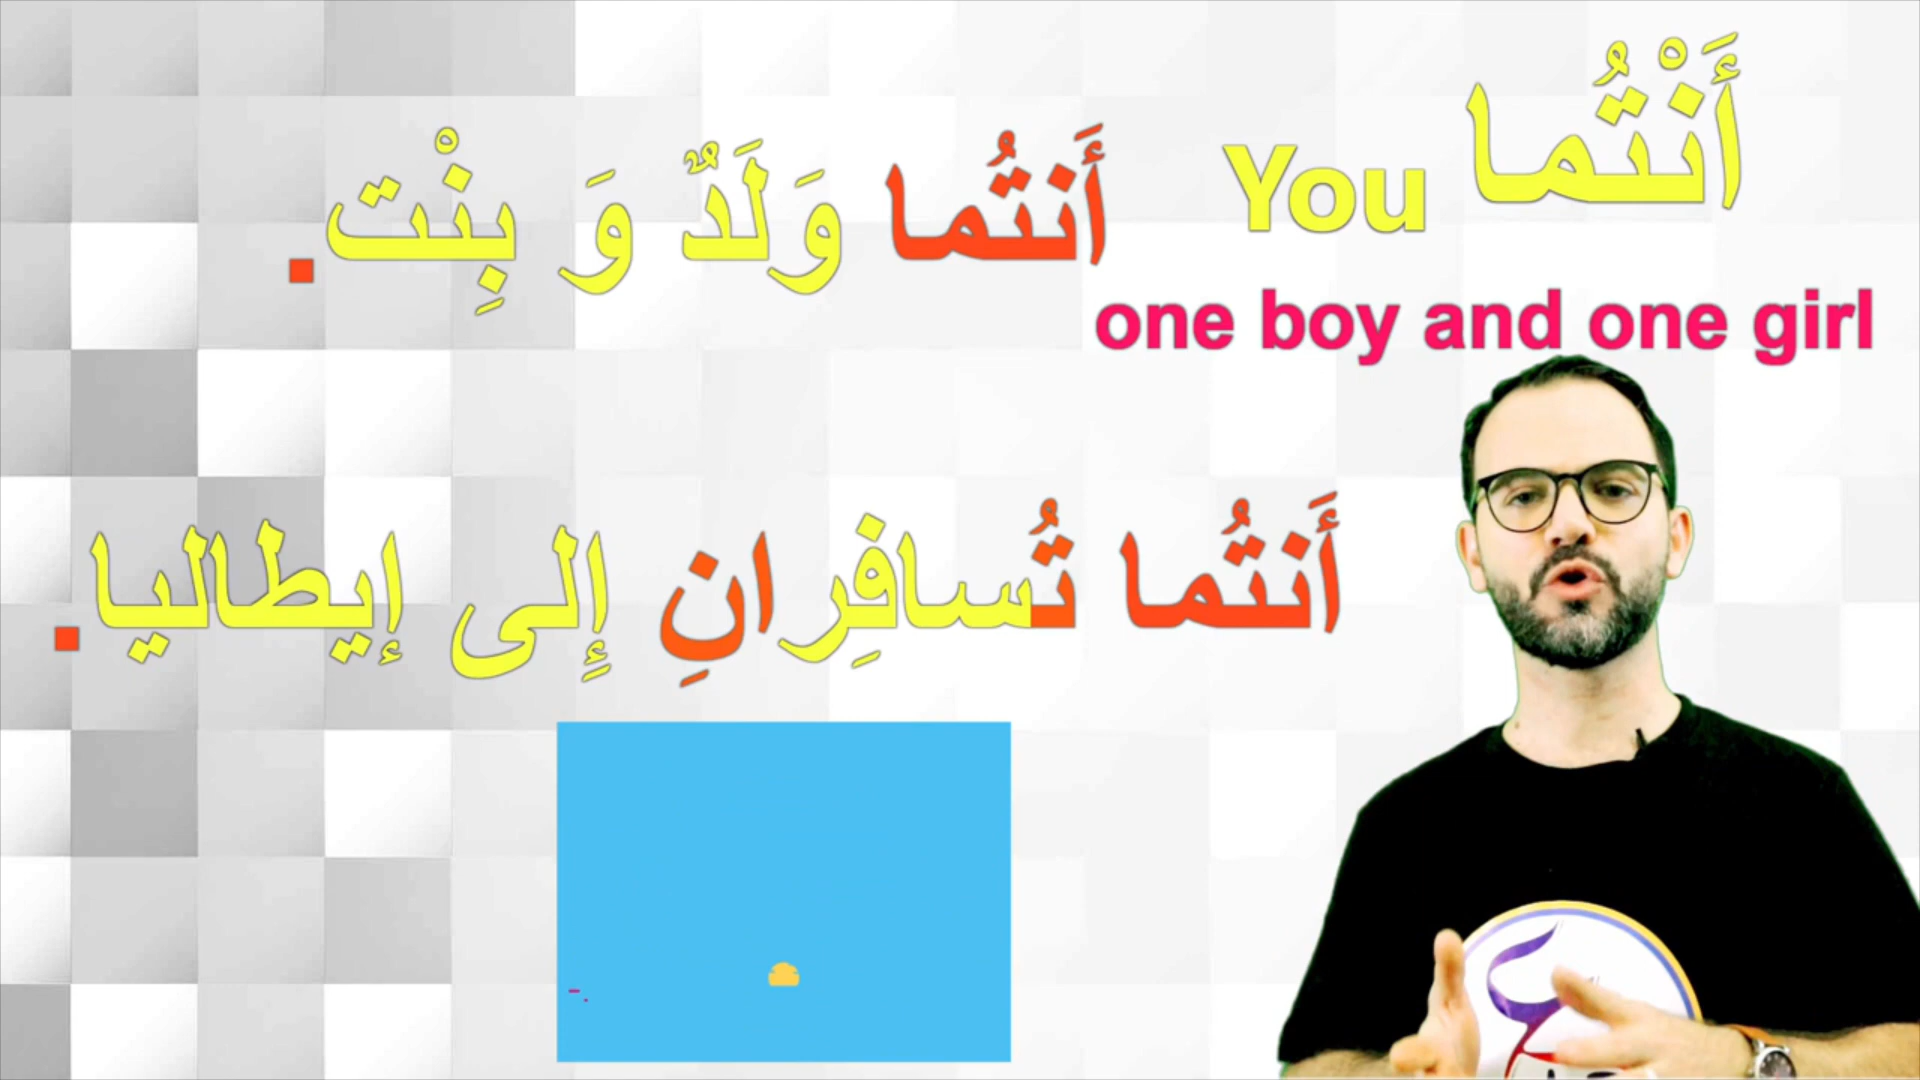 أَنْتُما You
one boy and one girl
أَنتُما وَلَدٌ وَ بِنْت.
أَنتُما تُسافِرانِ إِلى إيطاليا.